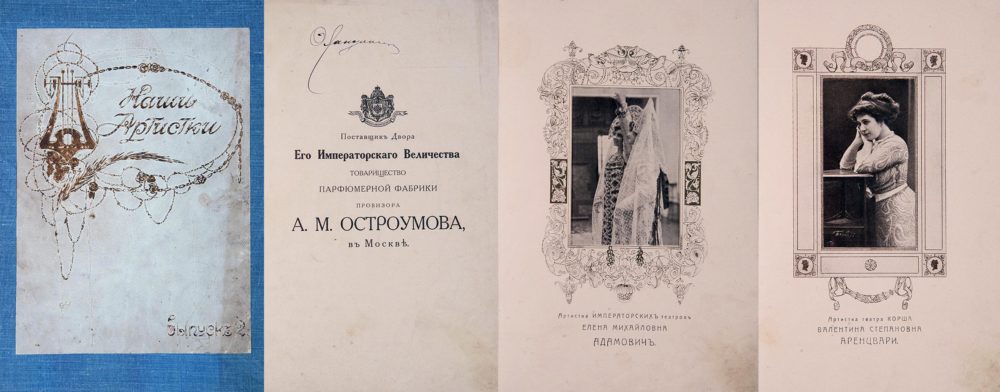 Наши
Артистки
Выпускъ 2.
Поставщикъ Двора
Его Императорскаго Величества
ТОВАРИЩЕСТВО
ПАРФЮМЕРНОЙ ФАБРИКИ
ПРОВИЗОРА
А. М. ОСТРОУМОВА,
въ Москвѣ.
Артистка ИМПЕРАТОРСКИХЪ театровъ
ЕЛЕНА МИХАЙЛОВНА
АДАМОВИЧЪ.
Артистка театра КОРША
ВАЛЕНТИНА СТЕПАНОВНА
АРЕНЦВАРИ.